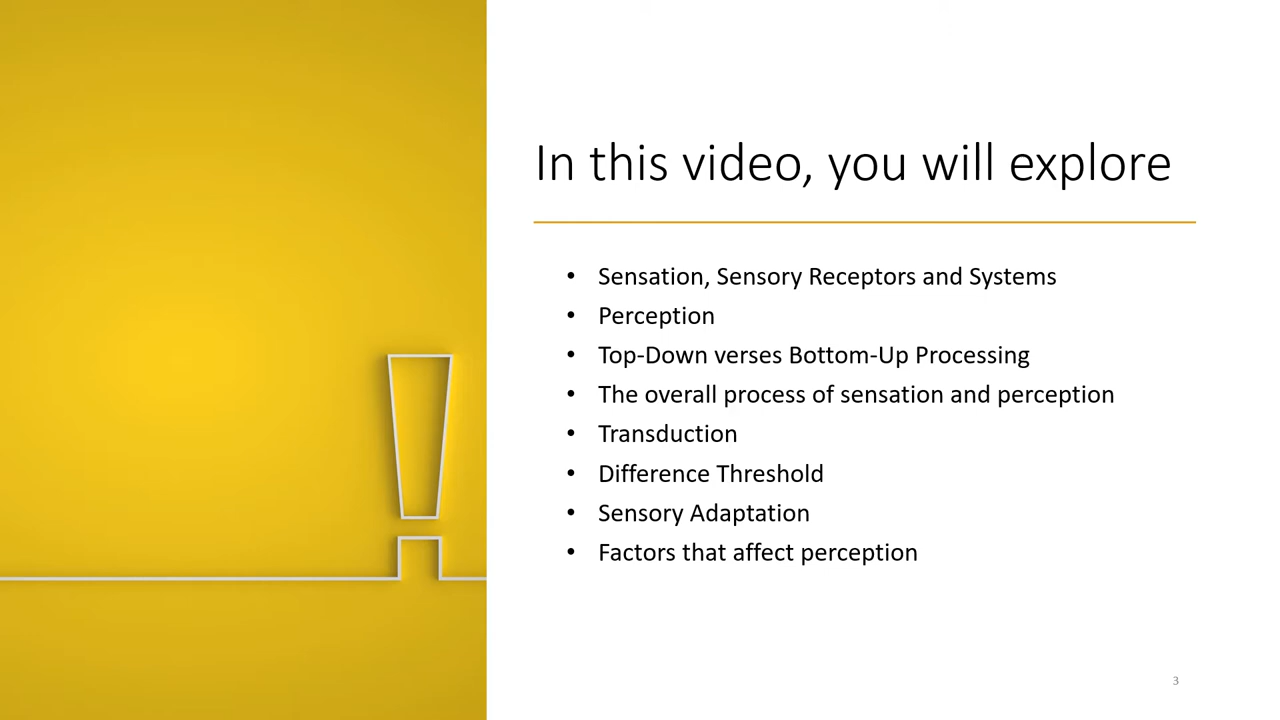 In this video, you will explore
• Sensation, Sensory Receptors and Systems
• Perception
• Top-Down verses Bottom-Up Processing
• The overall process of sensation and perception
• Transduction
• Difference Threshold
• Sensory Adaptation
• Factors that affect perception
3